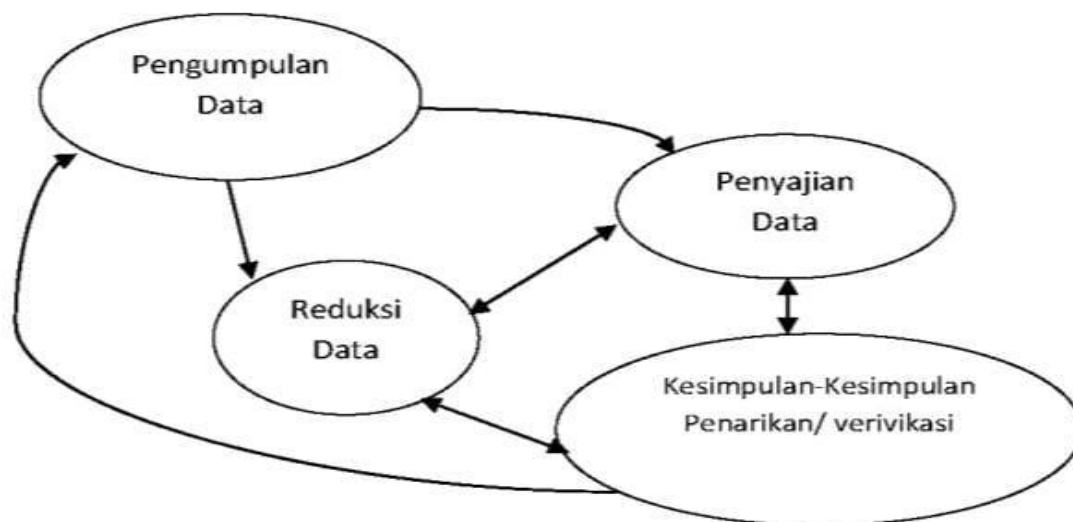 Pengumpulan
Data
Penyajian
Data
Reduksi
Data
Kesimpulan-Kesimpulan
Penarikan/ verivikasi